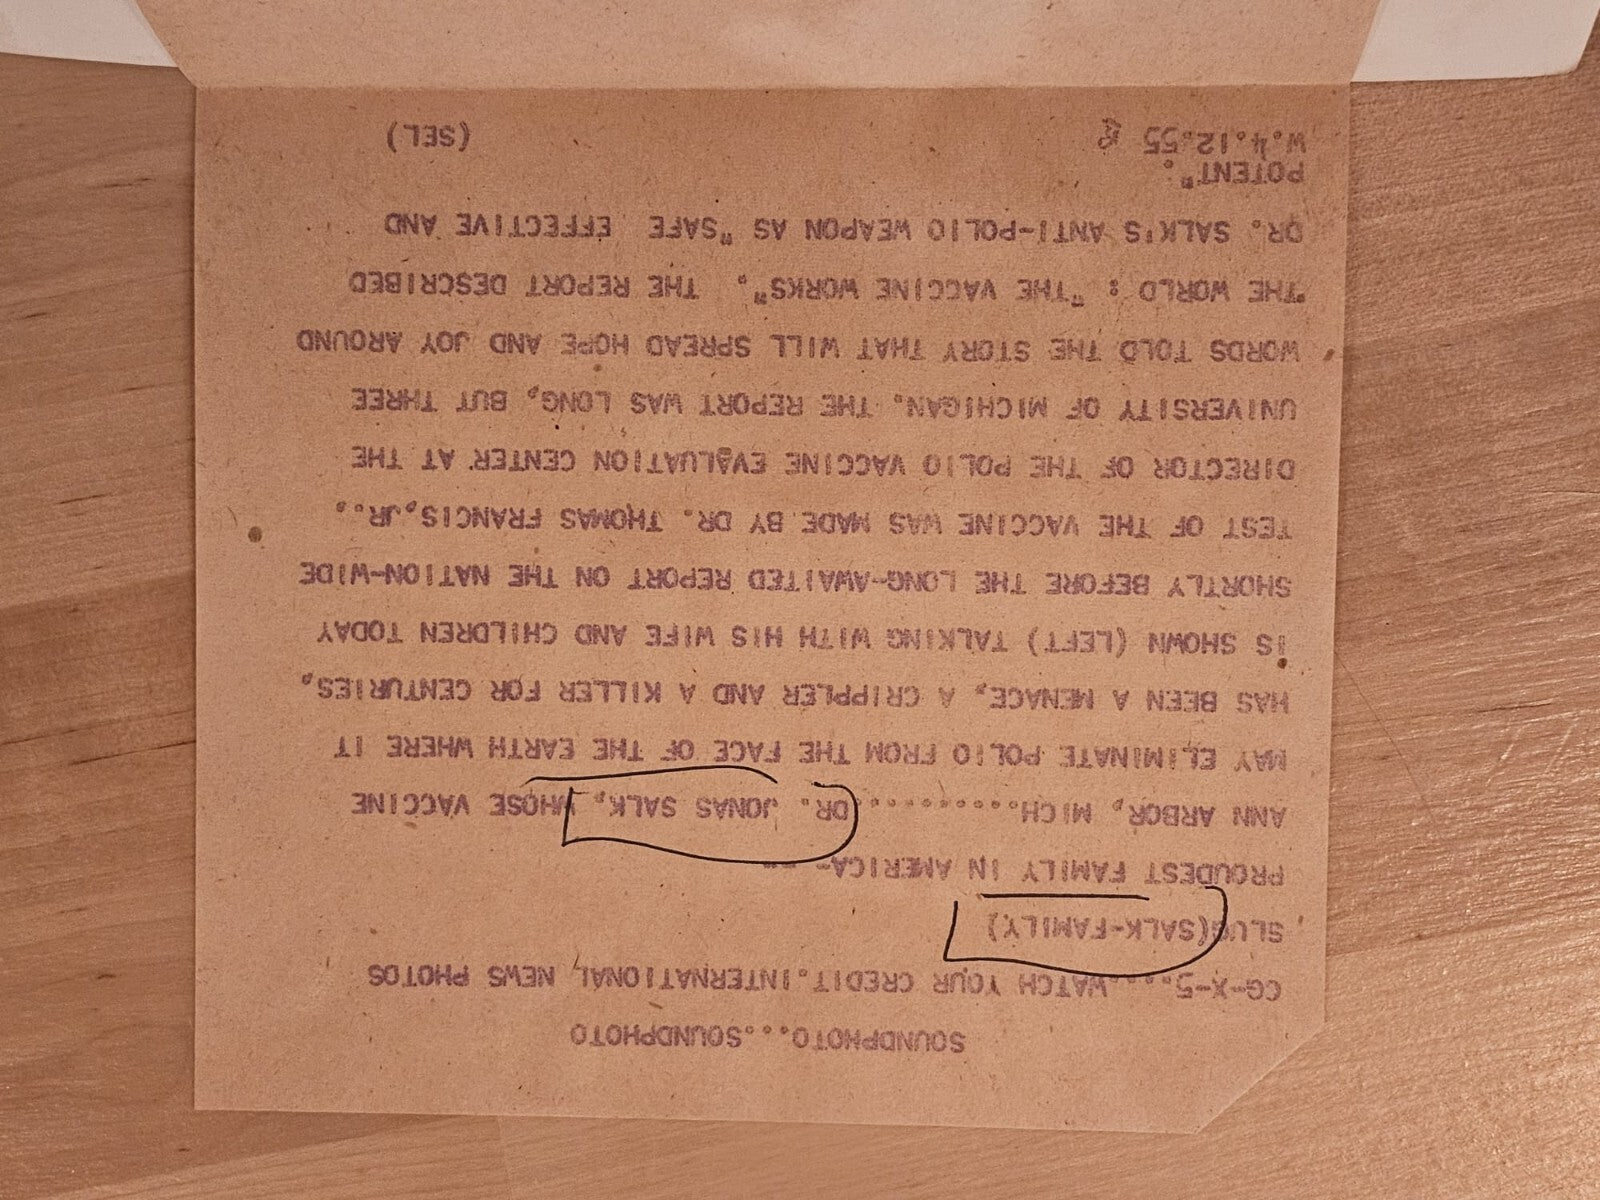 SOUNDPHOTO...SOUNDPHOTO
CG-X-5...WATCH YOUR CREDIT.INTERNATIONAL NEWS PHOTOS
SLUG(SALK-FAMILY)
PROUDEST FAMILY IN AMERICA- --
ANN ARBOR, MICH............DR. JONAS SALK, WHOSE VACCINE
MAY ELIMINATE POLIO FROM THE FACE OF THE EARTH WHERE IT
HAS BEEN A MENACE, A CRIPPLER AND A KILLER FOR CENTURIES,
IS SHOWN (LEFT) TALKING WITH HIS WIFE AND CHILDREN TODAY
SHORTLY BEFORE THE LONG-AWAITED REPORT ON THE NATION-WIDE
TEST OF THE VACCINE WAS MADE BY DR. THOMAS FRANCIS,JR.,
DIRECTOR OF THE POLIO VACCINE EVALUATION CENTER AT THE
UNIVERSITY OF MICHIGAN. THE REPORT WAS LONG, BUT THREE
WORDS TOLD THE STORY THAT WILL SPREAD HOPE AND JOY AROUND
THE WORLD : "THE VACCINE WORKS". THE REPORT DESCRIBED
DR. SALK'S ANTI-POLIO WEAPON AS "SAFE EFFECTIVE AND
POTENT".
W.4.12.55 (SEL)